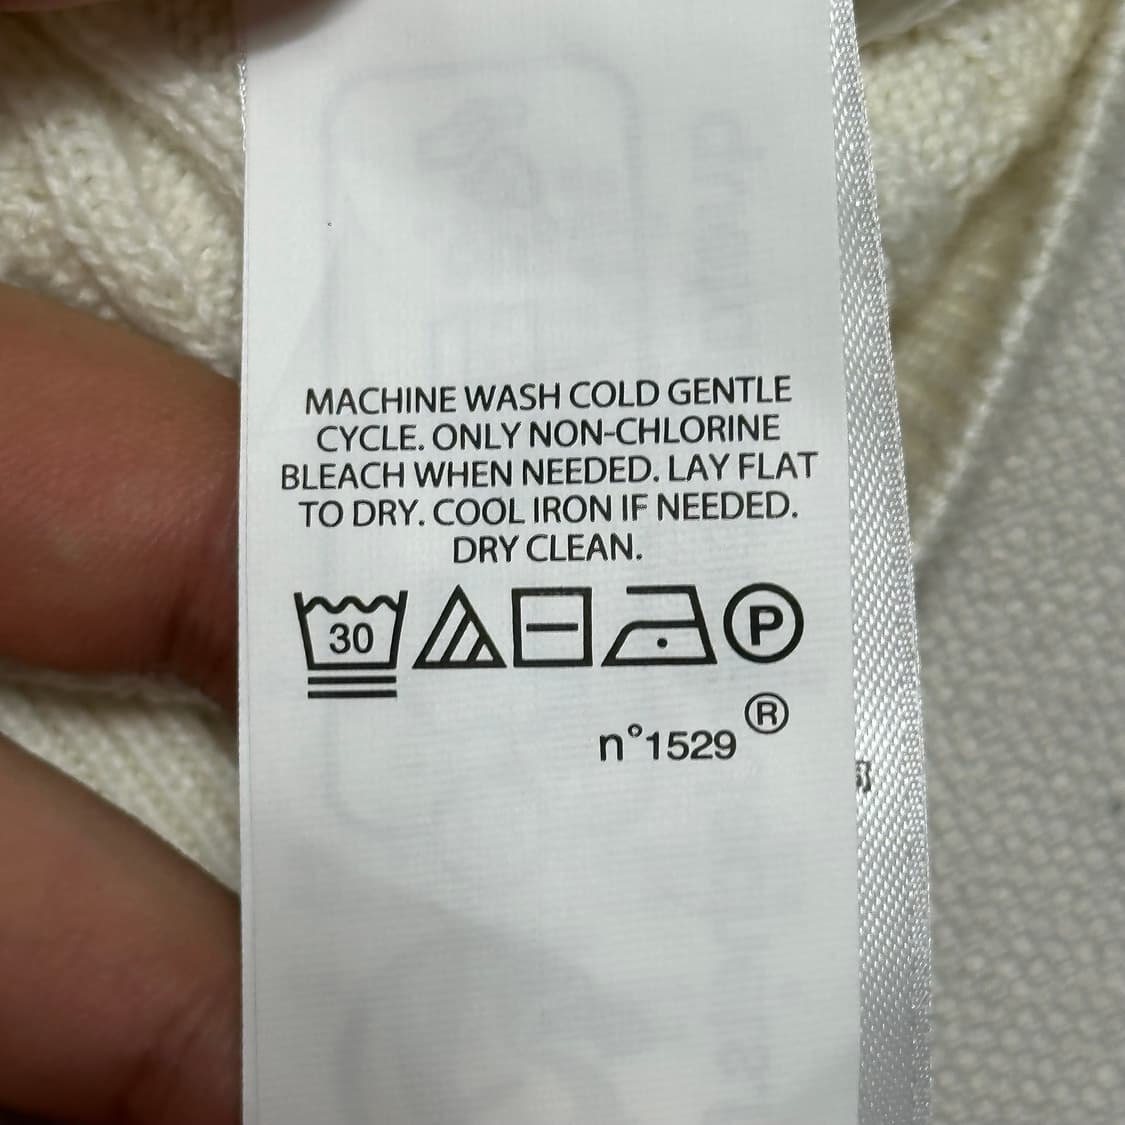 MACHINE WASH COLD GENTLE
CYCLE. ONLY NON-CHLORINE
BLEACH WHEN NEEDED. LAY FLAT
TO DRY. COOL IRON IF NEEDED.
DRY CLEAN.
30 P
n°1529 ®